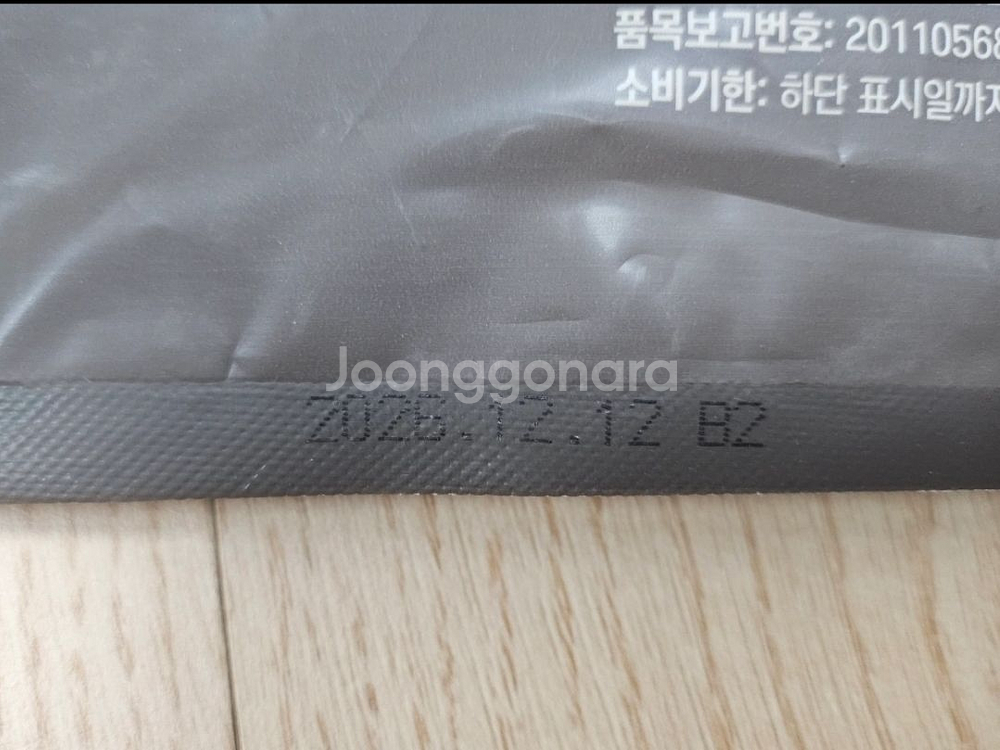 품목보고번호: 20110568
소비기한: 하단 표시일까지
Joonggonara
2026.12.12 B2